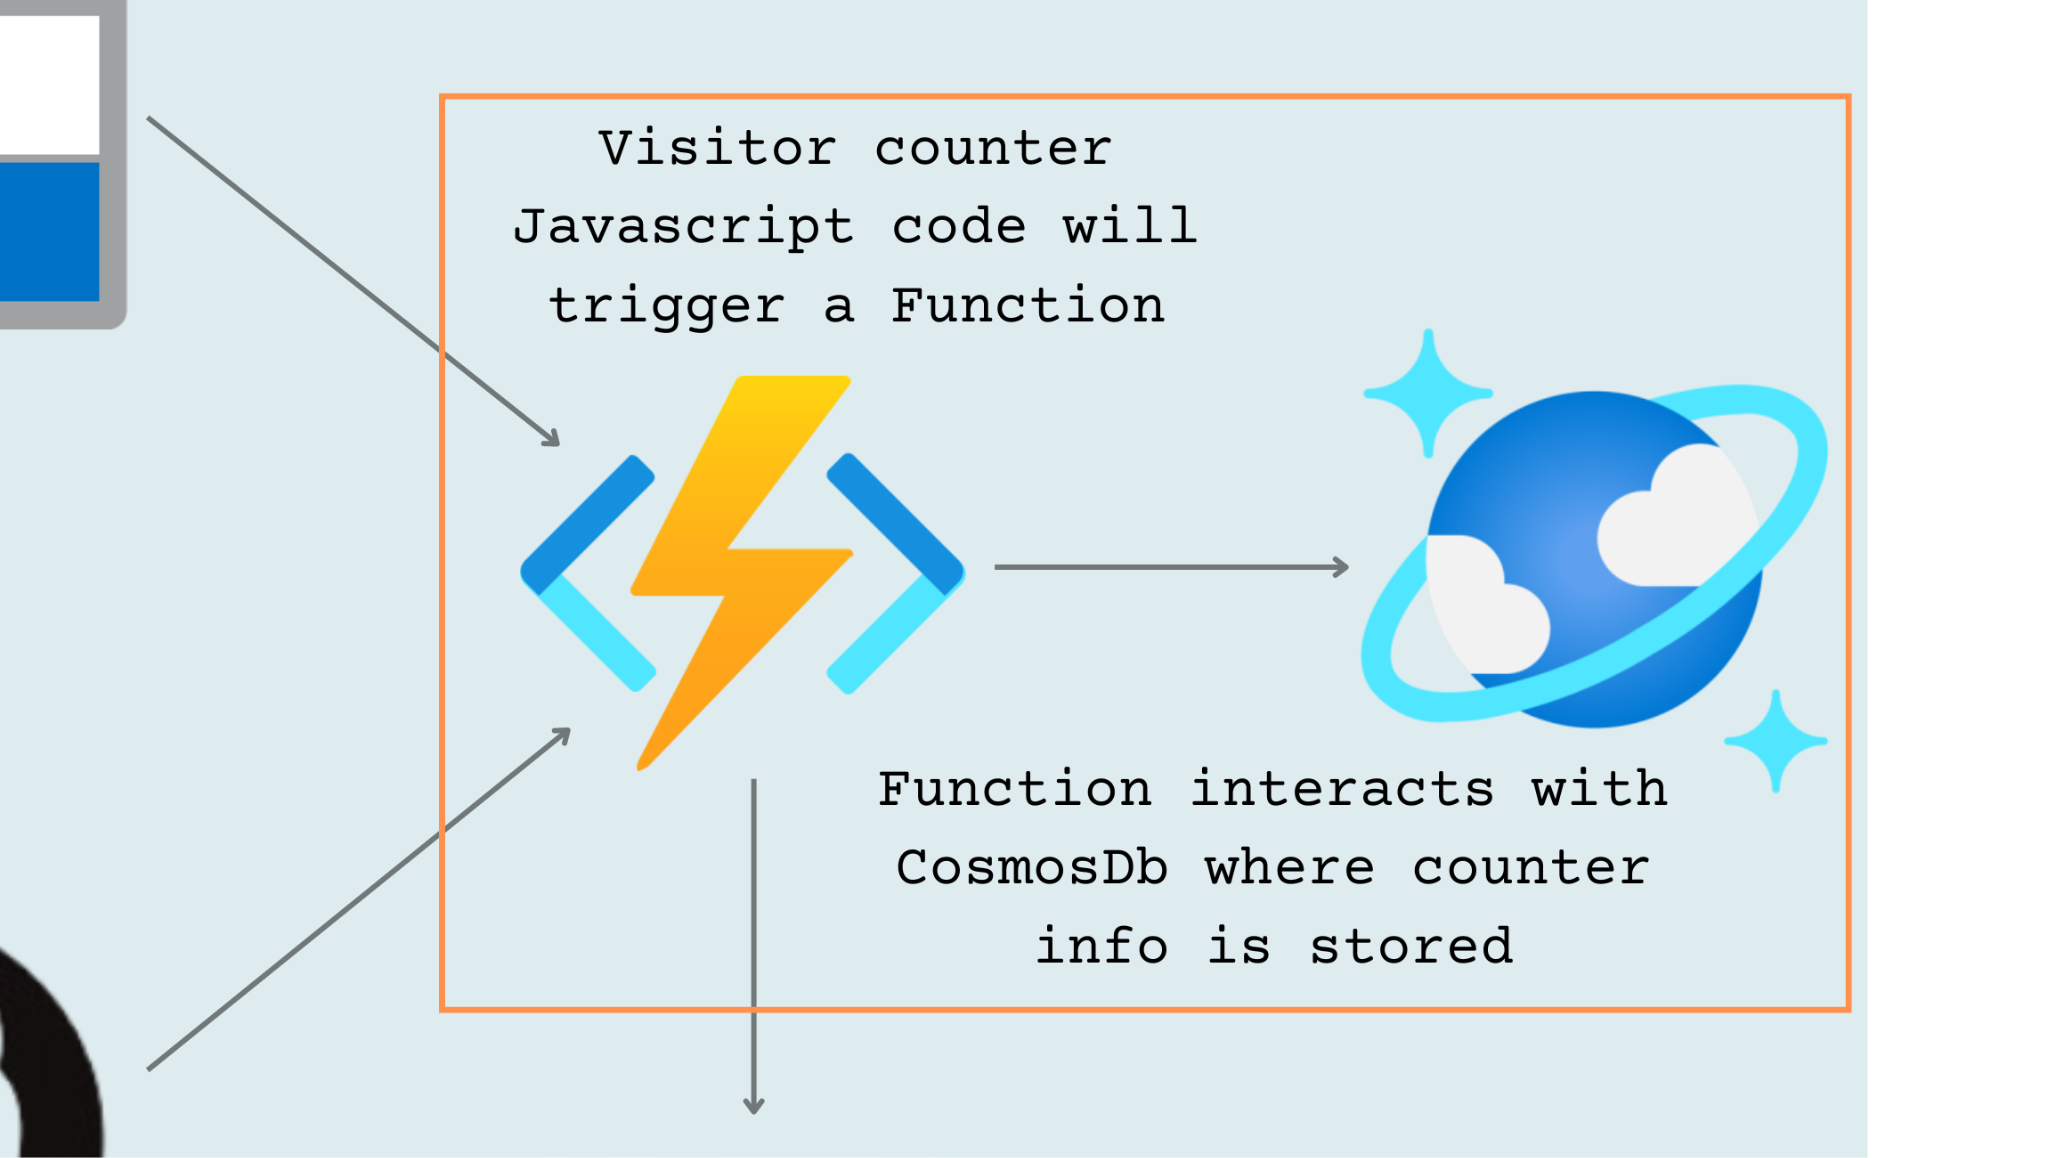 Visitor counter
Javascript code will
trigger a Function
Function interacts with
CosmosDb where counter
info is stored